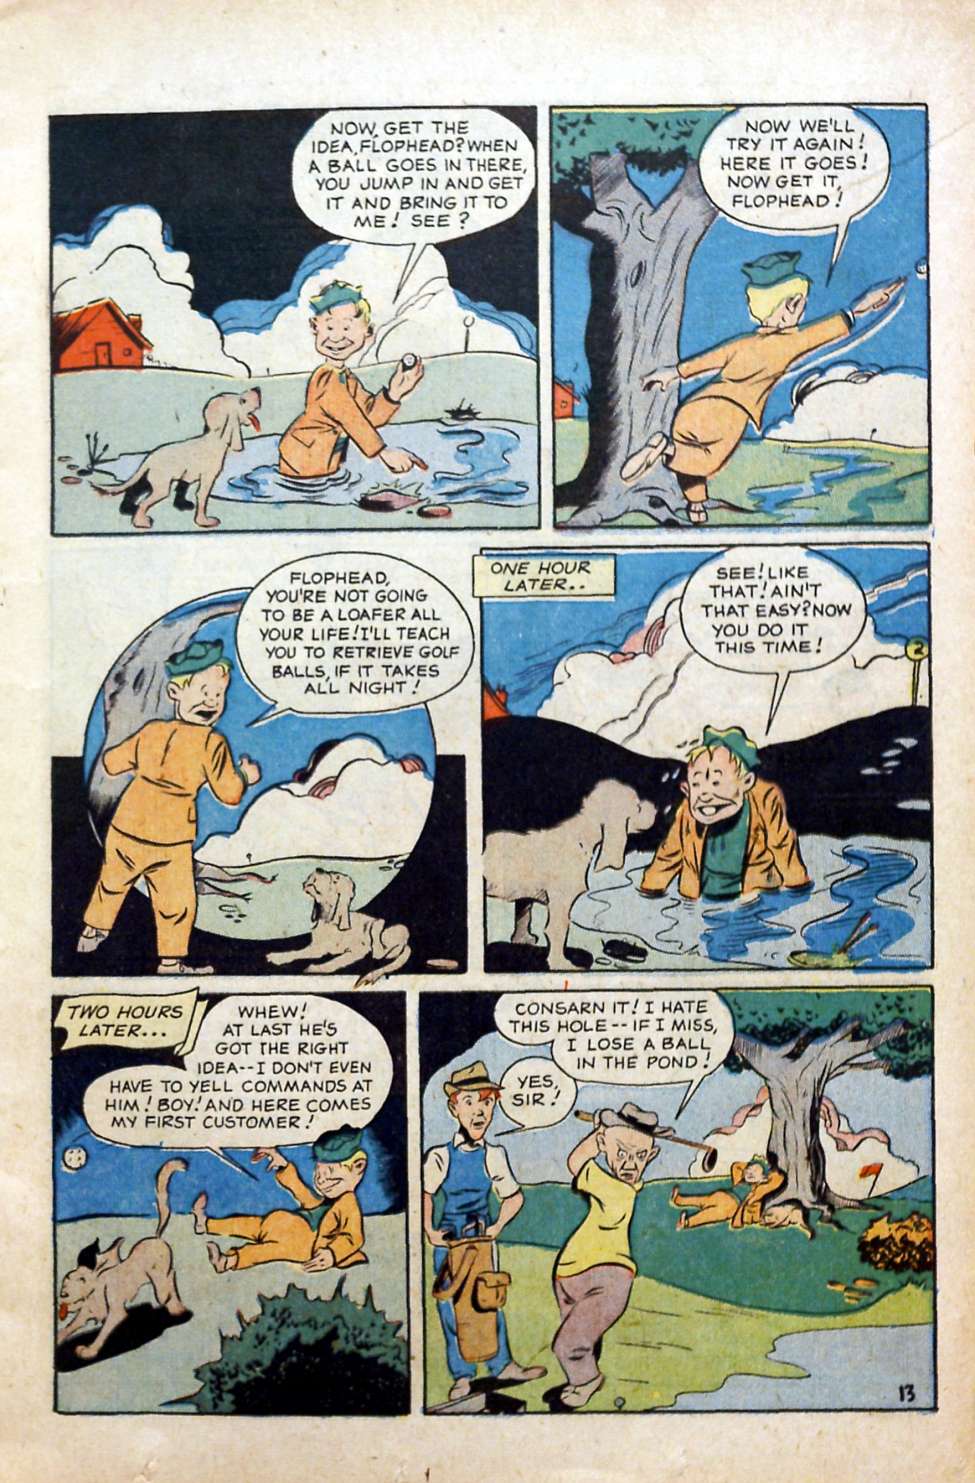 NOW, GET THE
IDEA, FLOPHEAD? WHEN
A BALL GOES IN THERE,
YOU JUMP IN AND GET
IT AND BRING IT TO
ME! SEE?
NOW WE'LL
TRY IT AGAIN!
HERE IT GOES!
NOW GET IT,
FLOPHEAD!
FLOPHEAD,
YOU'RE NOT GOING
TO BE A LOAFER ALL
YOUR LIFE! I'LL TEACH
YOU TO RETRIEVE GOLF
BALLS, IF IT TAKES
ALL NIGHT!
ONE HOUR
LATER..
SEE! LIKE
THAT! AIN'T
THAT EASY? NOW
YOU DO IT
THIS TIME!
2
TWO HOURS
LATER...
WHEW!
AT LAST HE'S
GOT THE RIGHT
IDEA-- I DON'T EVEN
HAVE TO YELL COMMANDS AT
HIM! BOY! AND HERE COMES
MY FIRST CUSTOMER!
CONSARN IT! I HATE
THIS HOLE-- IF I MISS,
I LOSE A BALL
IN THE POND!
YES,
SIR!
13